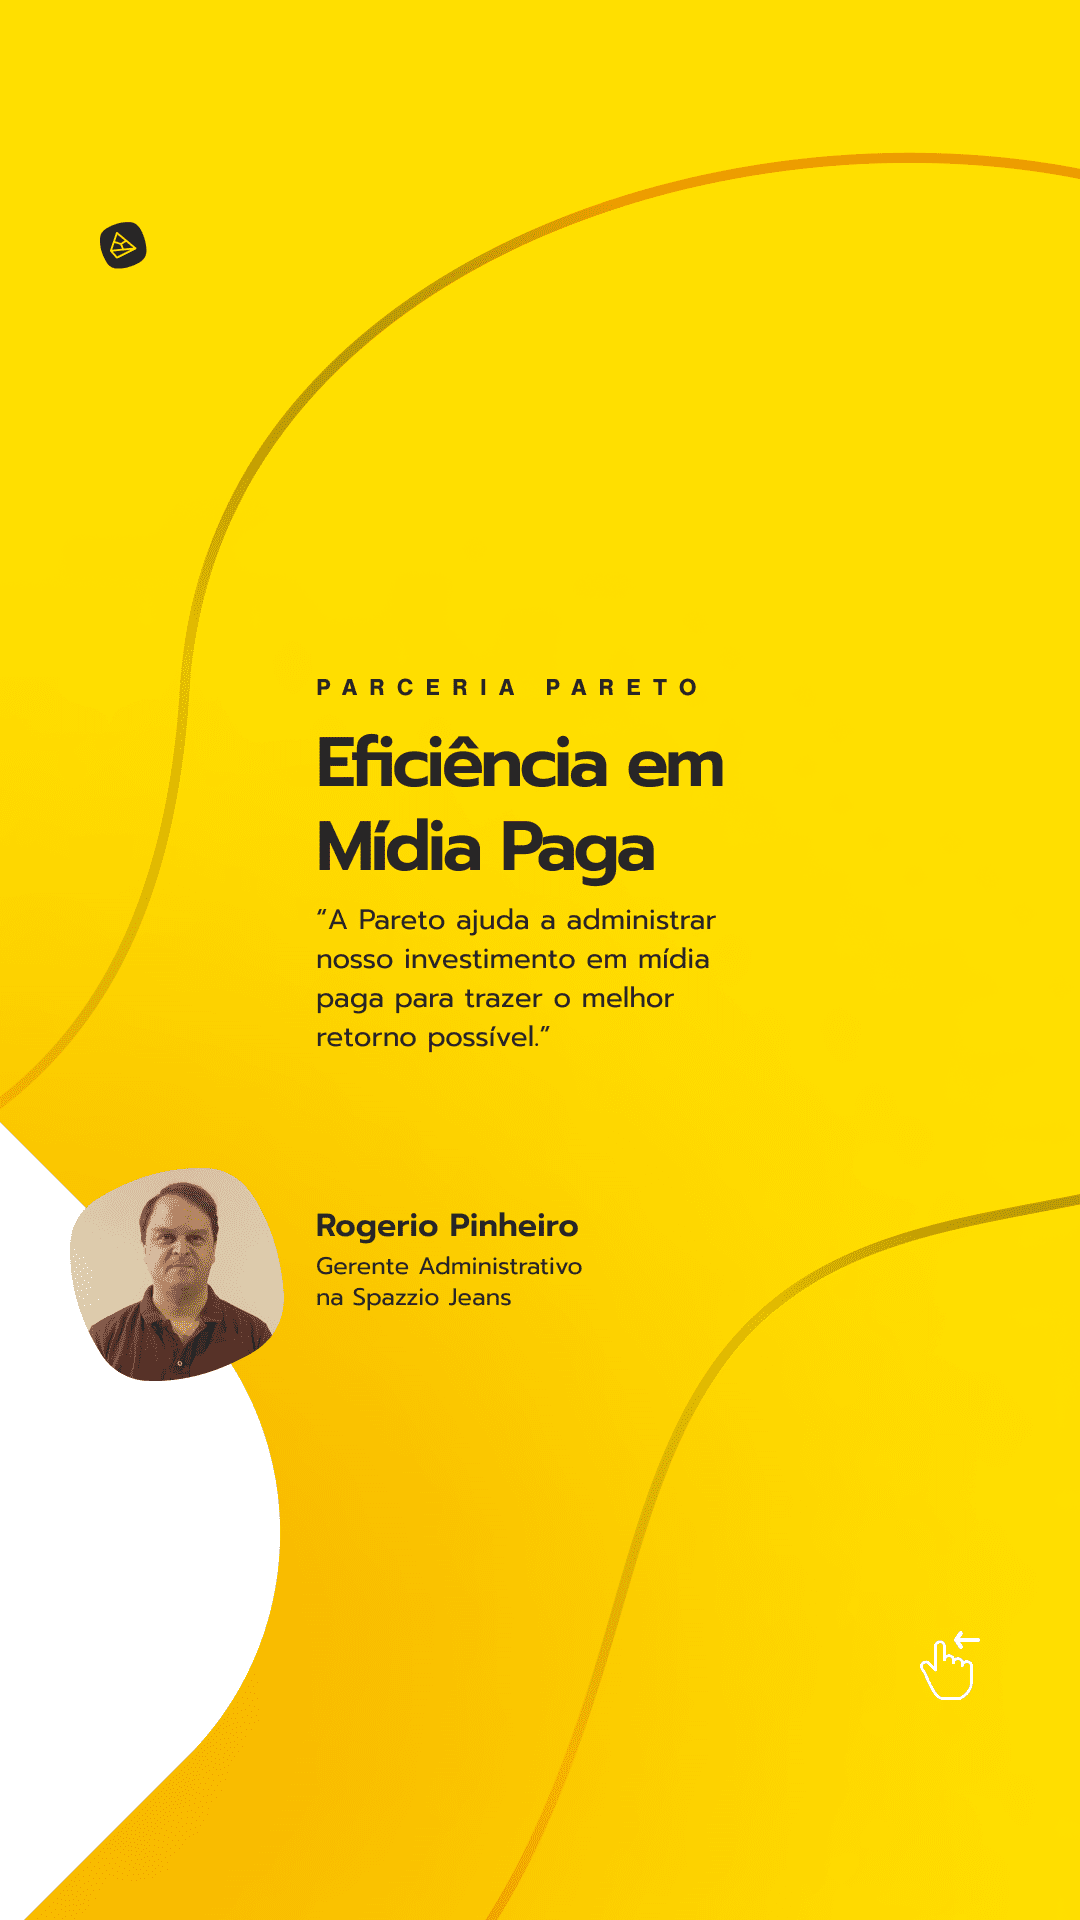 PARCERIA PARETO
Eficiência em
Mídia Paga
“A Pareto ajuda a administrar
nosso investimento em mídia
paga para trazer o melhor
retorno possível.”
Rogerio Pinheiro
Gerente Administrativo
na Spazzio Jeans